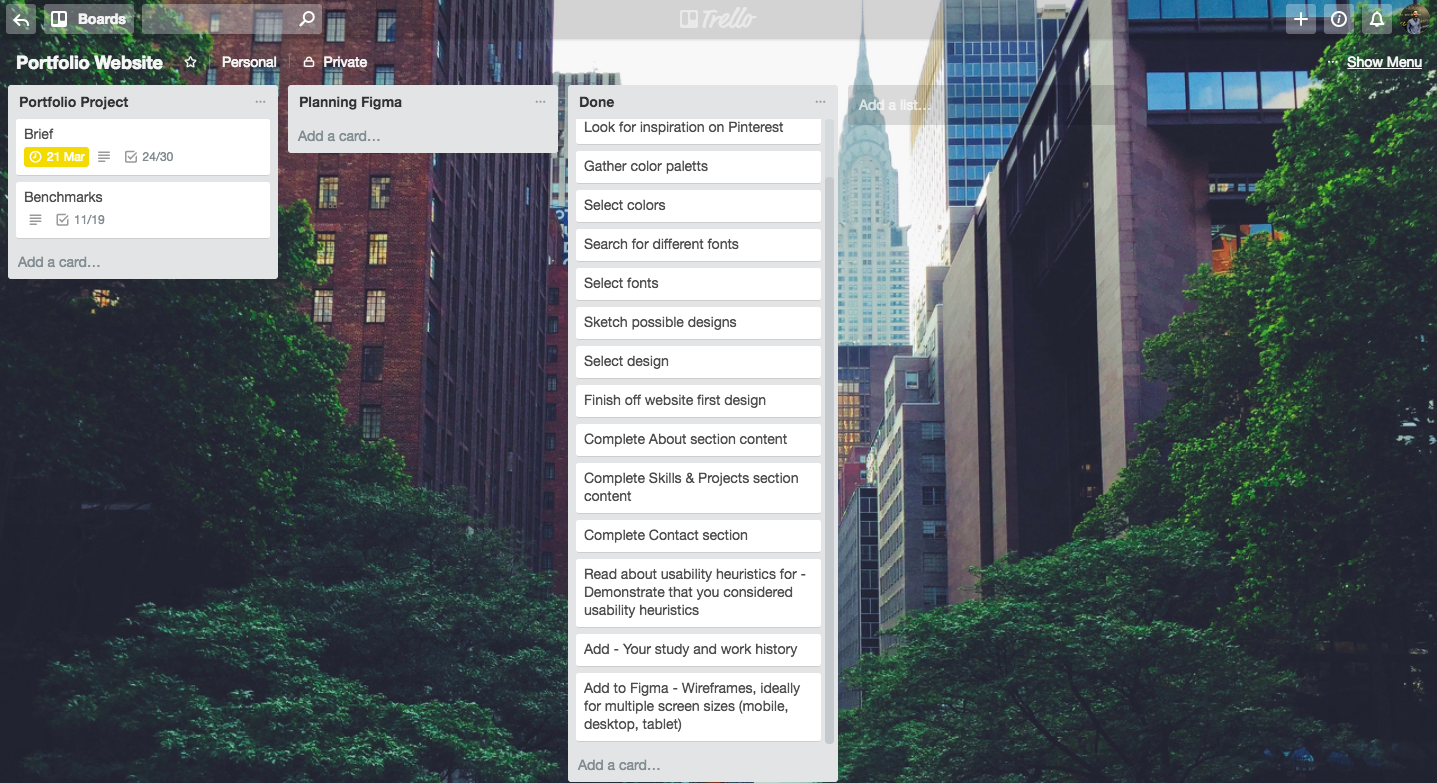 Boards
Trello
Portfolio Website
Personal
Private
... Show Menu
Portfolio Project
...
Brief
21 Mar
24/30
Benchmarks
11/19
Add a card...
Planning Figma
...
Add a card...
Done
...
Look for inspiration on Pinterest
Gather color paletts
Select colors
Search for different fonts
Select fonts
Sketch possible designs
Select design
Finish off website first design
Complete About section content
Complete Skills & Projects section
content
Complete Contact section
Read about usability heuristics for -
Demonstrate that you considered
usability heuristics
Add - Your study and work history
Add to Figma - Wireframes, ideally
for multiple screen sizes (mobile,
desktop, tablet)
Add a card...
Add a list...